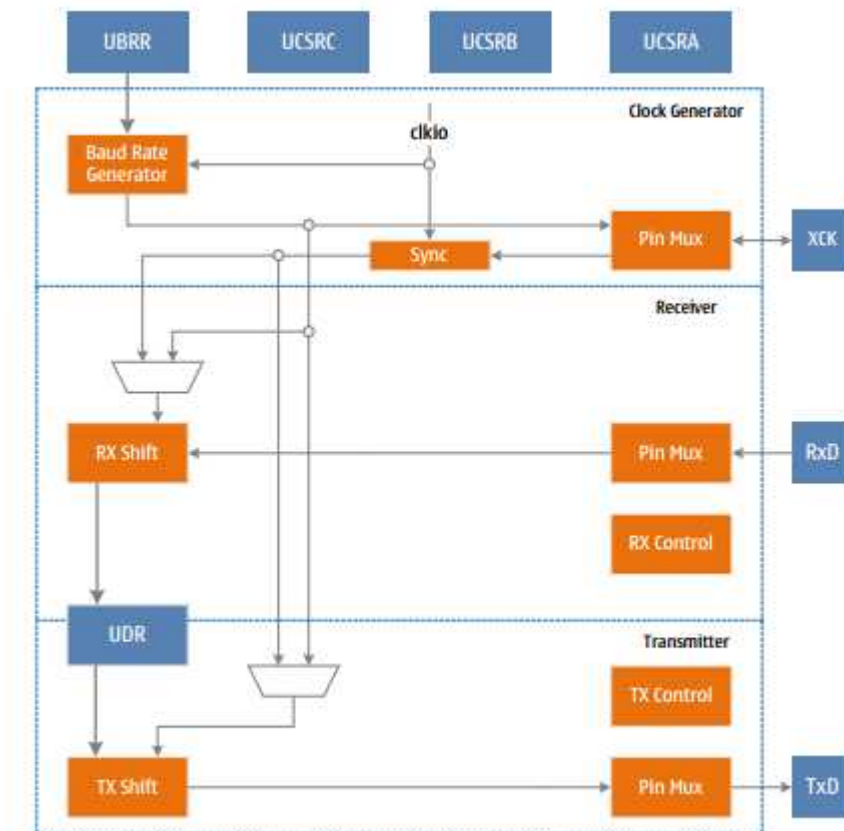 UBRR
UCSRC
UCSRB
UCSRA
Clock Generator
clkio
Baud Rate
Generator
Pin Mux
XCK
Sync
Receiver
RX Shift
Pin Mux
RxD
RX Control
UDR
Transmitter
TX Control
TX Shift
Pin Mux
TxD